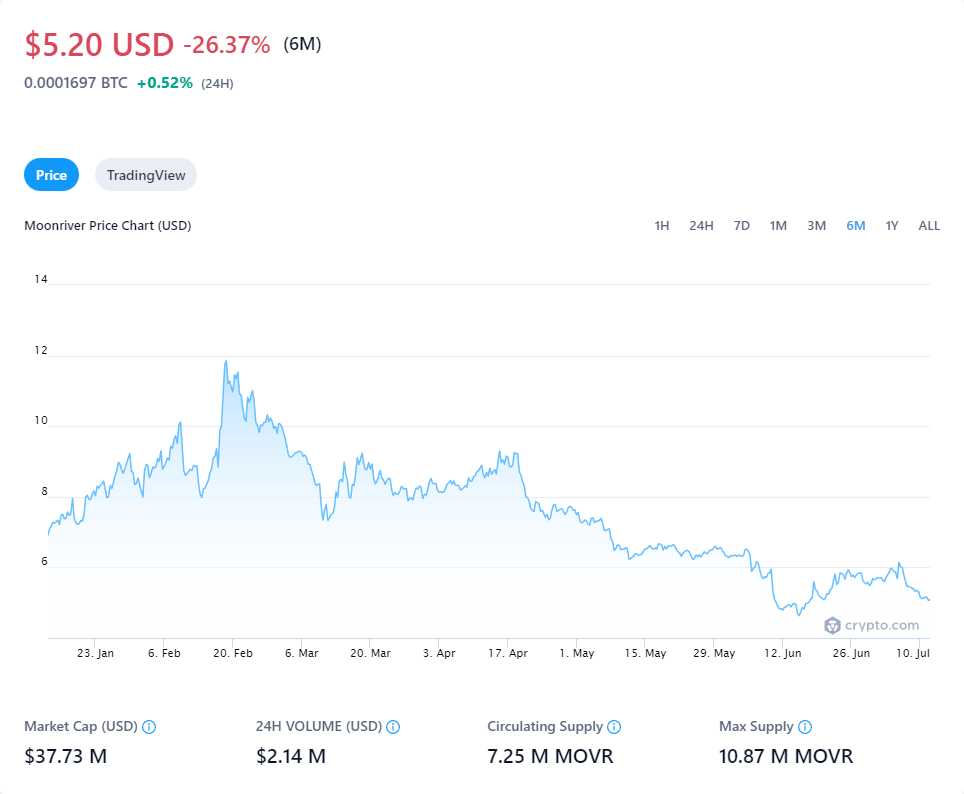 $5.20 USD -26.37% (6M)
0.0001697 BTC +0.52% (24H)
Price TradingView
Moonriver Price Chart (USD) 1H 24H 7D 1M 3M 6M 1Y ALL
14
12
10
8
6
crypto.com
23. Jan 6. Feb 20. Feb 6. Mar 20. Mar 3. Apr 17. Apr 1. May 15. May 29. May 12. Jun 26. Jun 10. Jul
Market Cap (USD) 24H VOLUME (USD) Circulating Supply Max Supply
$37.73 M $2.14 M 7.25 M MOVR 10.87 M MOVR